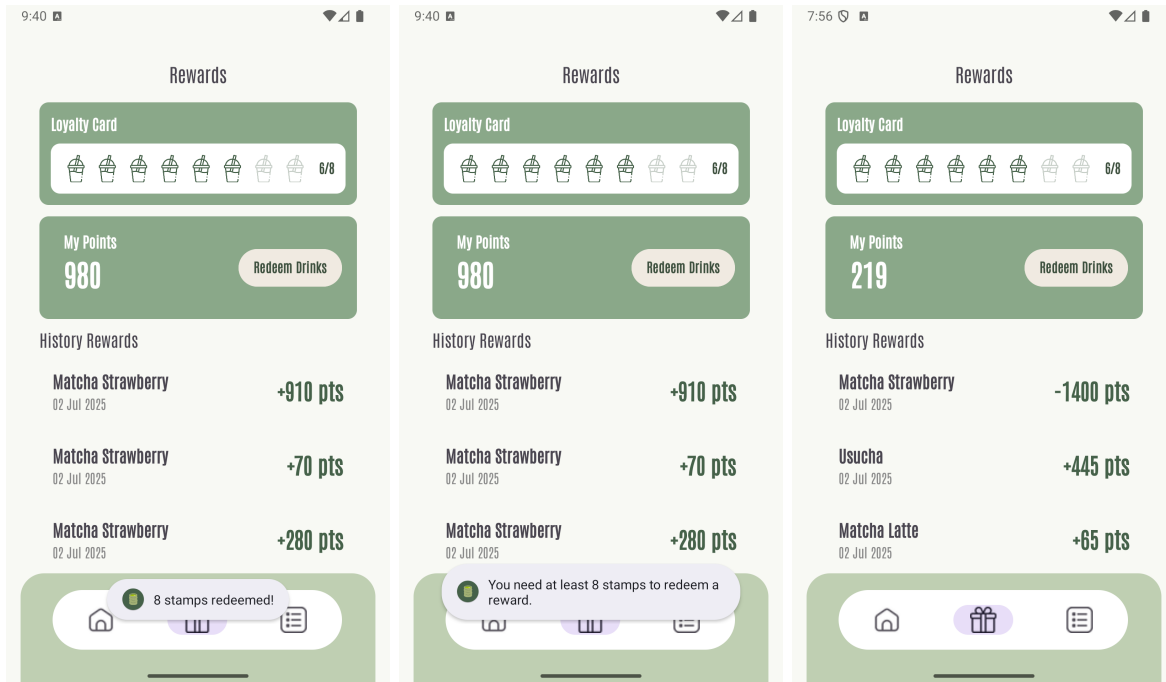 9:40
Rewards
Loyalty Card
6/8
My Points
980
Redeem Drinks
History Rewards
Matcha Strawberry
02 Jul 2025
+910 pts
Matcha Strawberry
02 Jul 2025
+70 pts
Matcha Strawberry
02 Jul 2025
+280 pts
8 stamps redeemed!
9:40
Rewards
Loyalty Card
6/8
My Points
980
Redeem Drinks
History Rewards
Matcha Strawberry
02 Jul 2025
+910 pts
Matcha Strawberry
02 Jul 2025
+70 pts
Matcha Strawberry
02 Jul 2025
+280 pts
You need at least 8 stamps to redeem a
reward.
7:56
Rewards
Loyalty Card
6/8
My Points
219
Redeem Drinks
History Rewards
Matcha Strawberry
02 Jul 2025
-1400 pts
Usucha
02 Jul 2025
+445 pts
Matcha Latte
02 Jul 2025
+65 pts